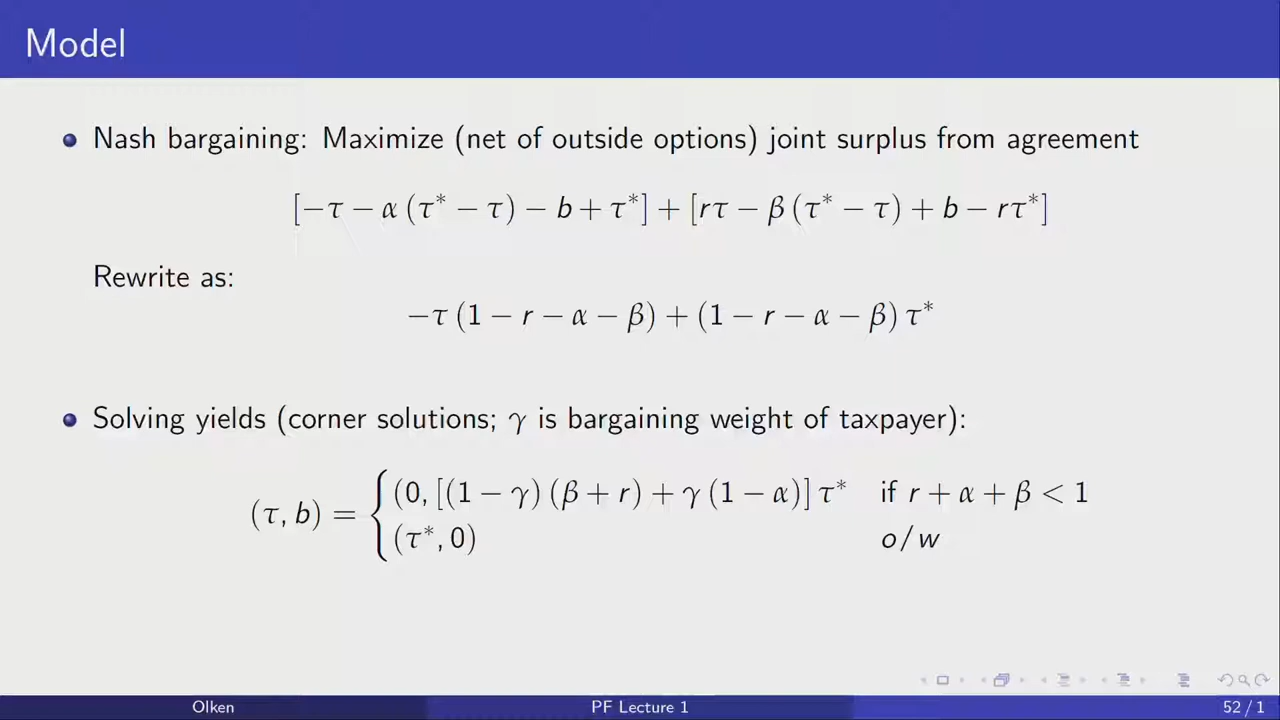 Model
Nash bargaining: Maximize (net of outside options) joint surplus from agreement
[−τ − α (τ* − τ) − b + τ*] + [rτ − β (τ* − τ) + b − rτ*]
Rewrite as:
−τ (1 − r − α − β) + (1 − r − α − β) τ*
Solving yields (corner solutions; γ is bargaining weight of taxpayer):
(τ, b) = { (0, [(1 − γ) (β + r) + γ (1 − α)] τ* if r + α + β < 1
(τ*, 0) o/w
Olken PF Lecture 1 52 / 1